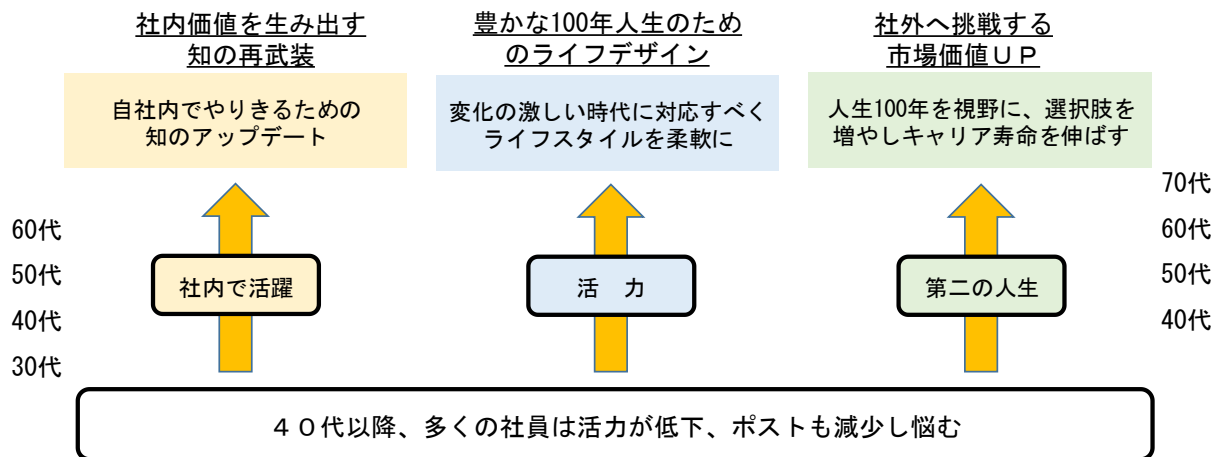 社内価値を生み出す
知の再武装
豊かな100年人生のため
のライフデザイン
社外へ挑戦する
市場価値ＵＰ
自社内でやりきるための
知のアップデート
変化の激しい時代に対応すべく
ライフスタイルを柔軟に
人生100年を視野に、選択肢を
増やしキャリア寿命を伸ばす
60代
50代
40代
30代
社内で活躍
活　力
第二の人生
70代
60代
50代
40代
４０代以降、多くの社員は活力が低下、ポストも減少し悩む